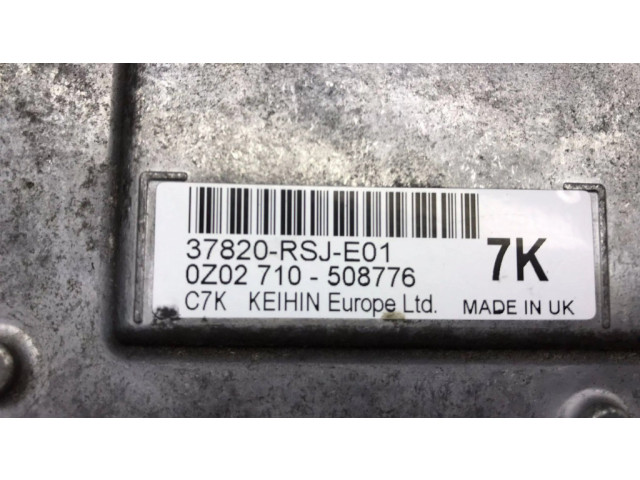 37820-RSJ-E01
0Z02 710 - 508776
7K
C7K KEIHIN Europe Ltd. MADE IN UK